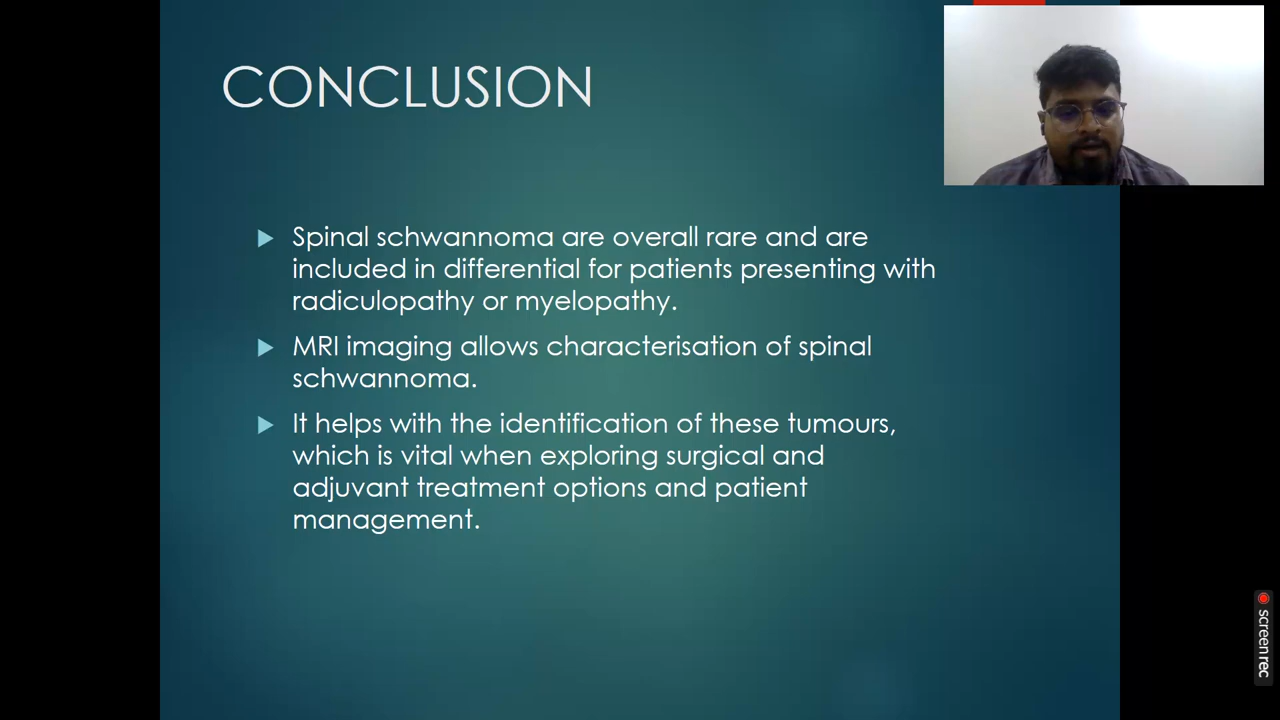 CONCLUSION
Spinal schwannoma are overall rare and are
included in differential for patients presenting with
radiculopathy or myelopathy.
MRI imaging allows characterisation of spinal
schwannoma.
It helps with the identification of these tumours,
which is vital when exploring surgical and
adjuvant treatment options and patient
management.
screenrec